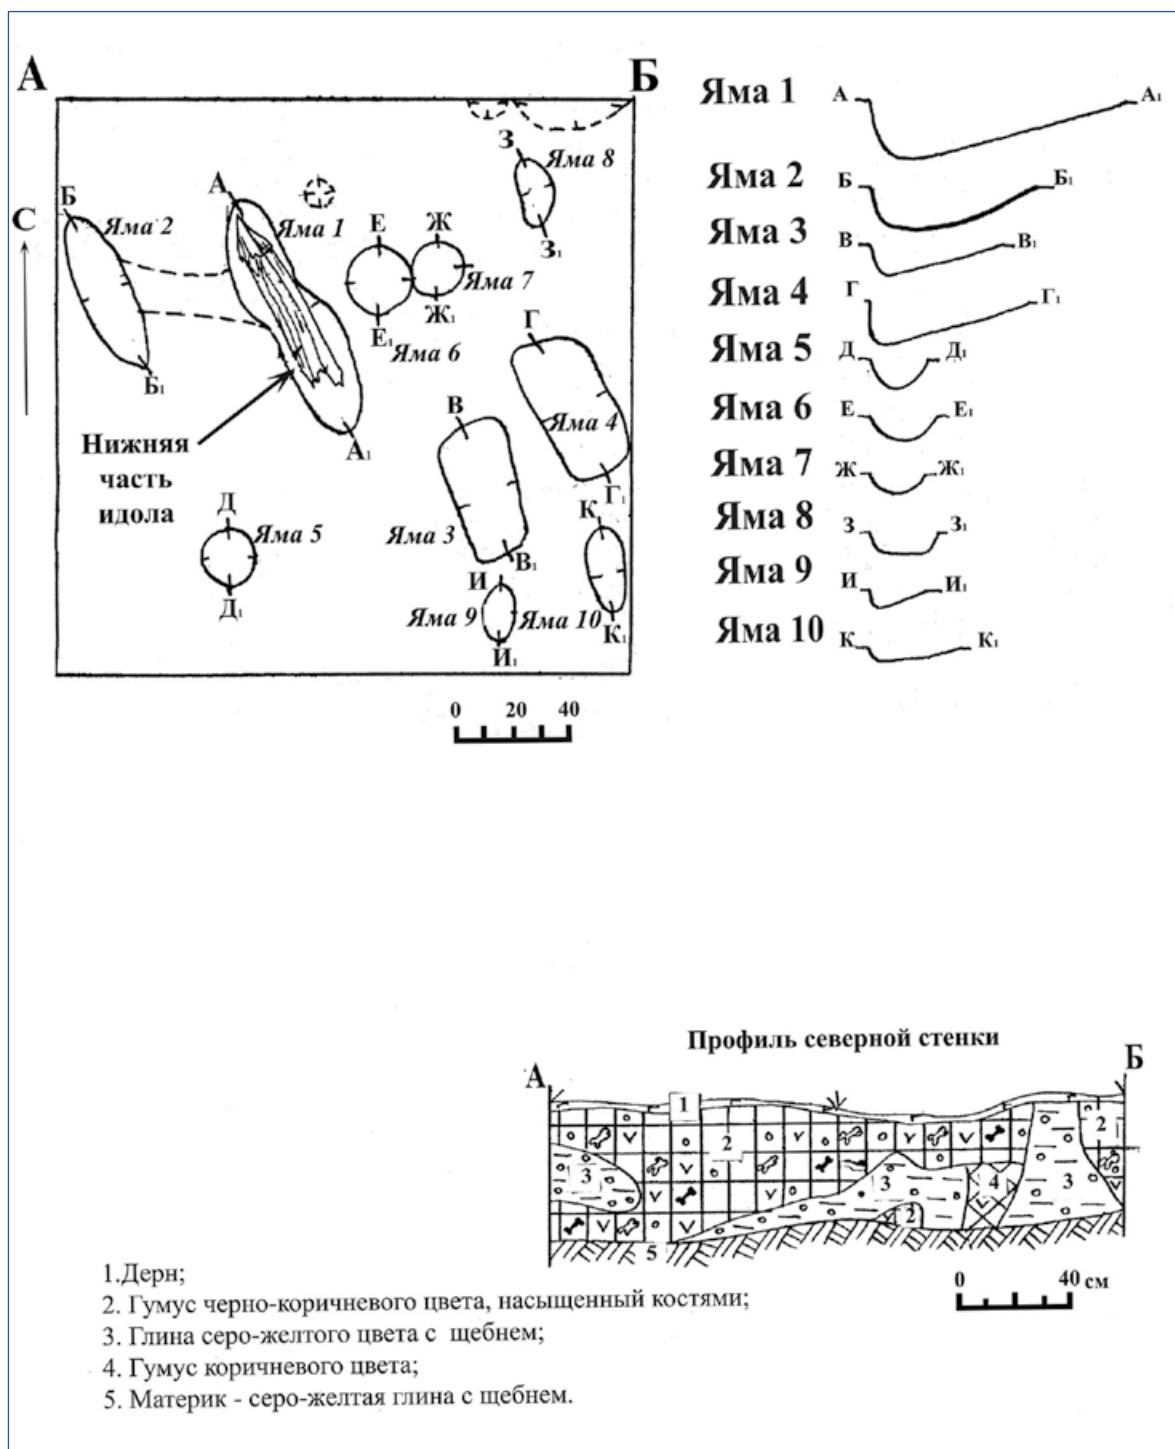 А
Б
С
Б
Яма 2
Б₁
А
Яма 1
А₁
Нижняя
часть
идола
Е
Е₁
Яма 6
Ж
Яма 7
Ж₁
З
Яма 8
З₁
Г
Яма 4
Г₁
В
Яма 3
В₁
Д
Яма 5
Д₁
И
Яма 9
И₁
К
Яма 10
К₁
0 20 40
Яма 1 А А₁
Яма 2 Б Б₁
Яма 3 В В₁
Яма 4 Г Г₁
Яма 5 Д Д₁
Яма 6 Е Е₁
Яма 7 Ж Ж₁
Яма 8 З З₁
Яма 9 И И₁
Яма 10 К К₁
Профиль северной стенки
А
Б
1
2
2
3
3
4
3
2
5
0 40 см
1.Дерн;
2. Гумус черно-коричневого цвета, насыщенный костями;
3. Глина серо-желтого цвета с щебнем;
4. Гумус коричневого цвета;
5. Материк - серо-желтая глина с щебнем.